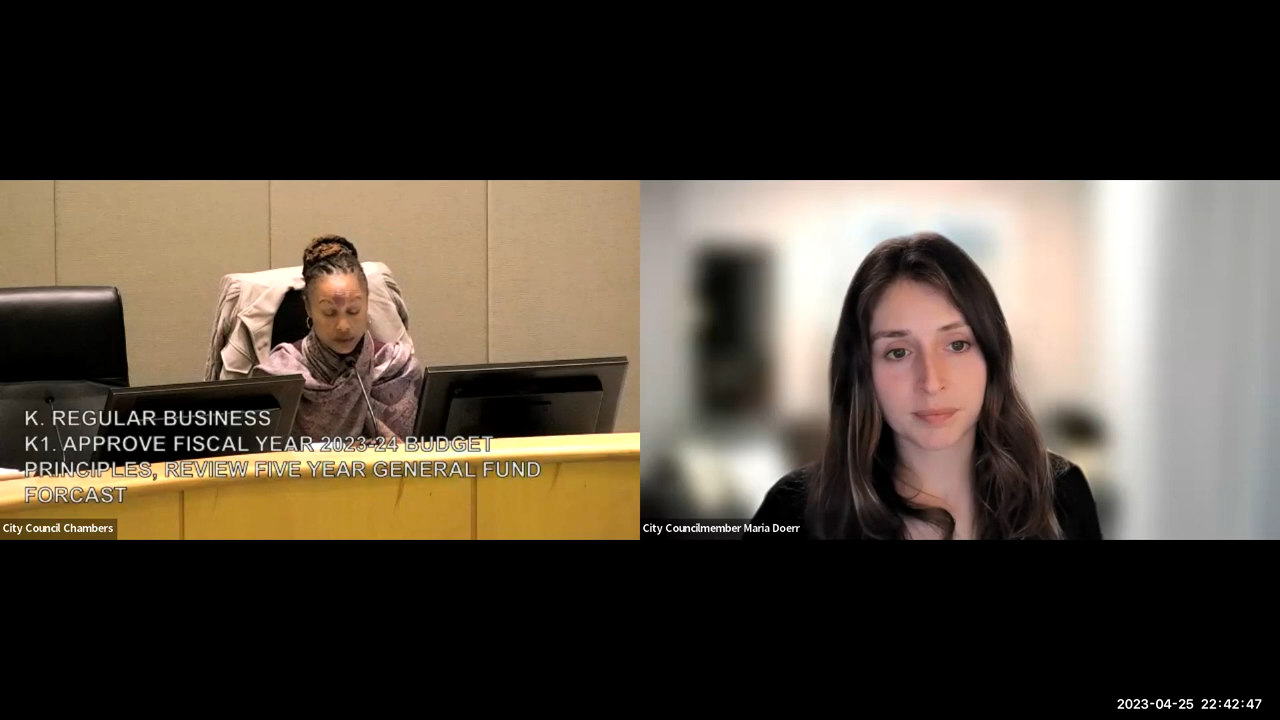 K. REGULAR BUSINESS
K1. APPROVE FISCAL YEAR 2023-24 BUDGET
PRINCIPLES, REVIEW FIVE YEAR GENERAL FUND
FORCAST
City Council Chambers
City Councilmember Maria Doerr
2023-04-25 22:42:47